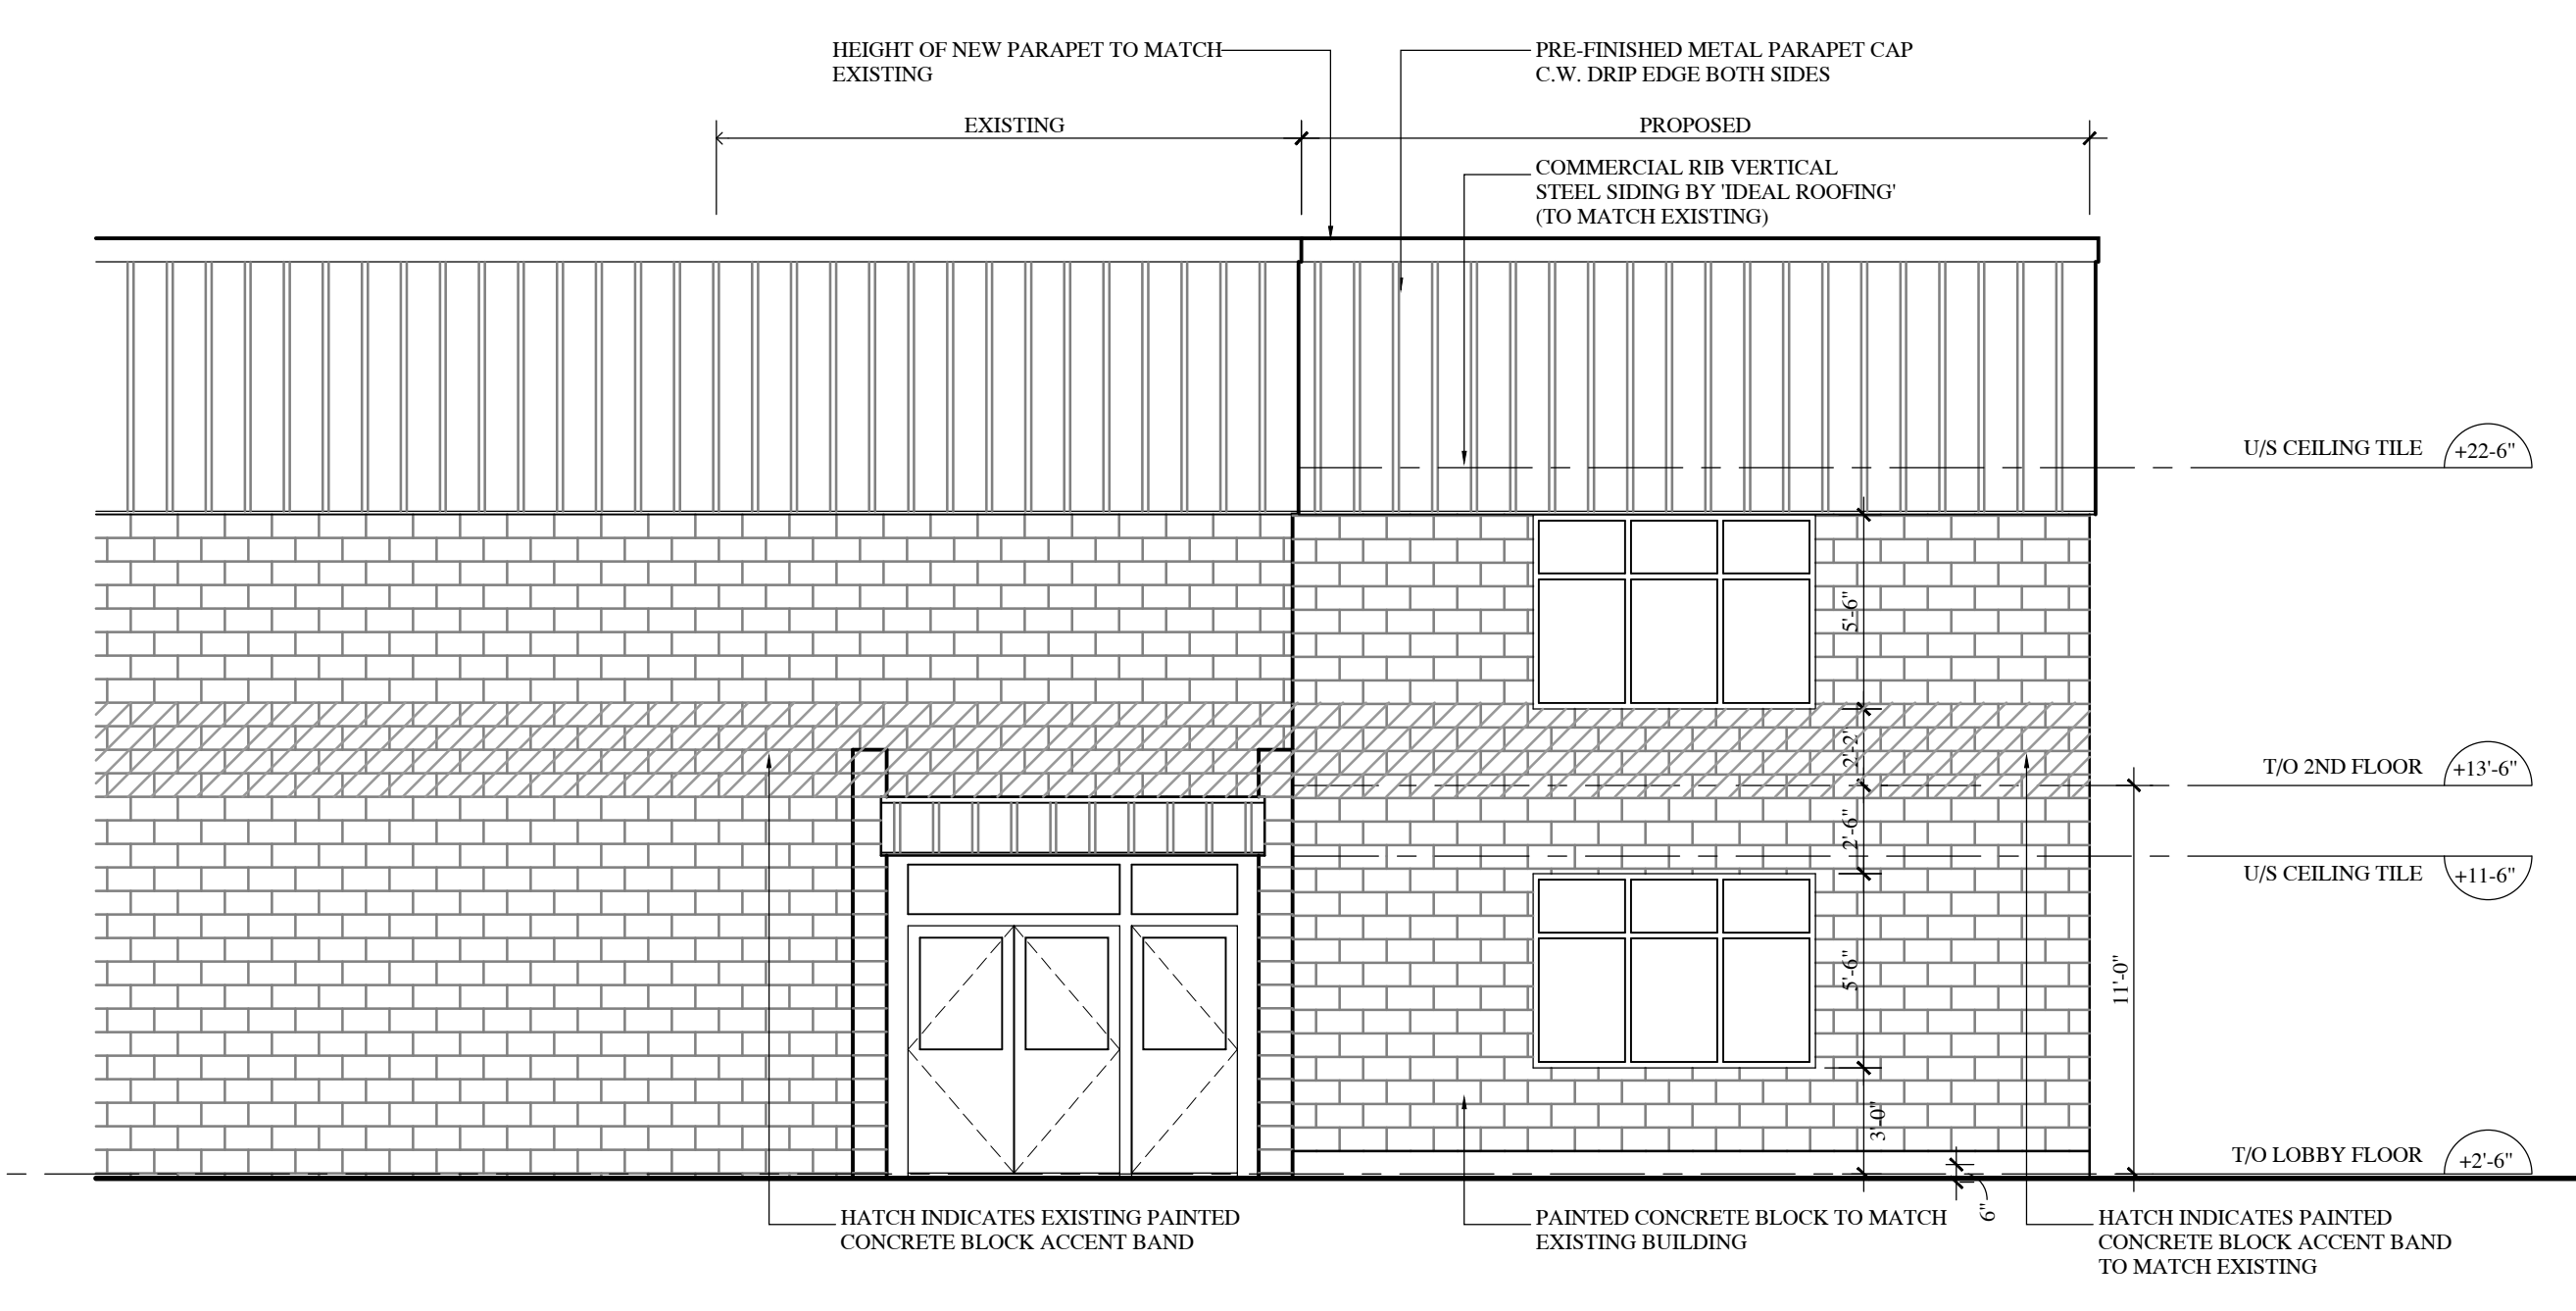 HEIGHT OF NEW PARAPET TO MATCH
EXISTING
PRE-FINISHED METAL PARAPET CAP
C.W. DRIP EDGE BOTH SIDES
EXISTING
PROPOSED
COMMERCIAL RIB VERTICAL
STEEL SIDING BY 'IDEAL ROOFING'
(TO MATCH EXISTING)
U/S CEILING TILE
+22-6"
5'-6"
2'-2"
T/O 2ND FLOOR
+13'-6"
2'-6"
U/S CEILING TILE
+11-6"
5'-6"
11'-0"
3'-0"
T/O LOBBY FLOOR
+2'-6"
6"
HATCH INDICATES EXISTING PAINTED
CONCRETE BLOCK ACCENT BAND
PAINTED CONCRETE BLOCK TO MATCH
EXISTING BUILDING
HATCH INDICATES PAINTED
CONCRETE BLOCK ACCENT BAND
TO MATCH EXISTING